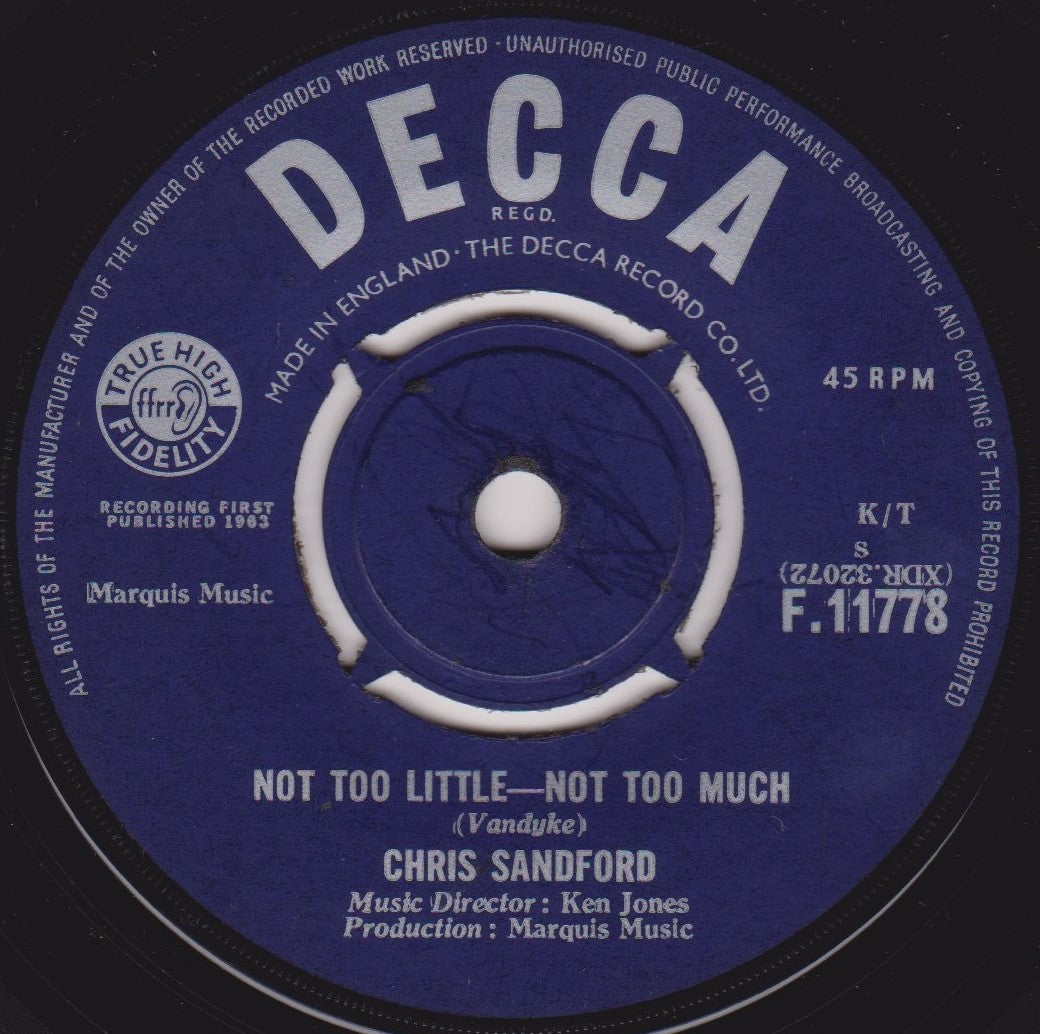 ALL RIGHTS OF THE MANUFACTURER AND OF THE OWNER OF THE RECORDED WORK RESERVED · UNAUTHORISED PUBLIC PERFORMANCE BROADCASTING AND COPYING OF THIS RECORD PROHIBITED
DECCA
REGD.
MADE IN ENGLAND · THE DECCA RECORD CO. LTD.
TRUE HIGH
ffrr
FIDELITY
45 RPM
RECORDING FIRST
PUBLISHED 1963
K/T
S
(XDR.32072)
Marquis Music
F.11778
NOT TOO LITTLE—NOT TOO MUCH
(Vandyke)
CHRIS SANDFORD
Music Director: Ken Jones
Production: Marquis Music